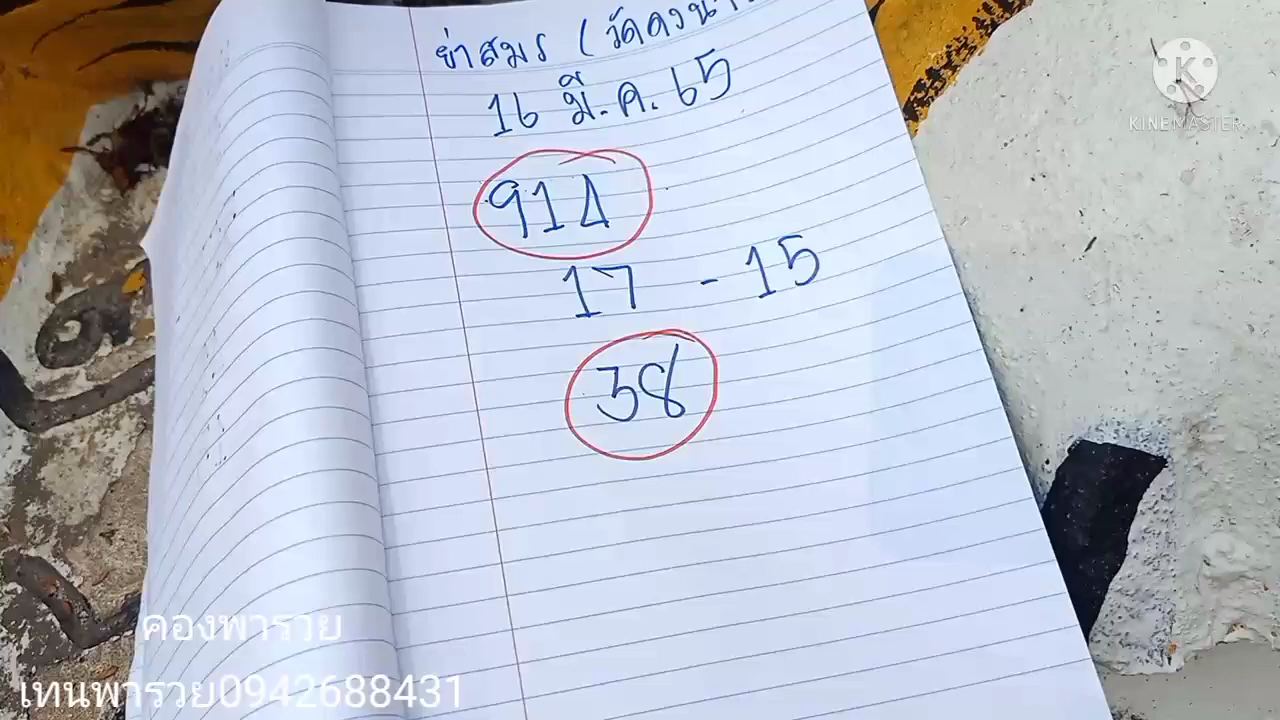 ย่าสมร (วัดดงน
16 มี.ค. 65
914
17 - 15
38
K
KINEMASTER
คองพารวย
เทนพารวย0942688431